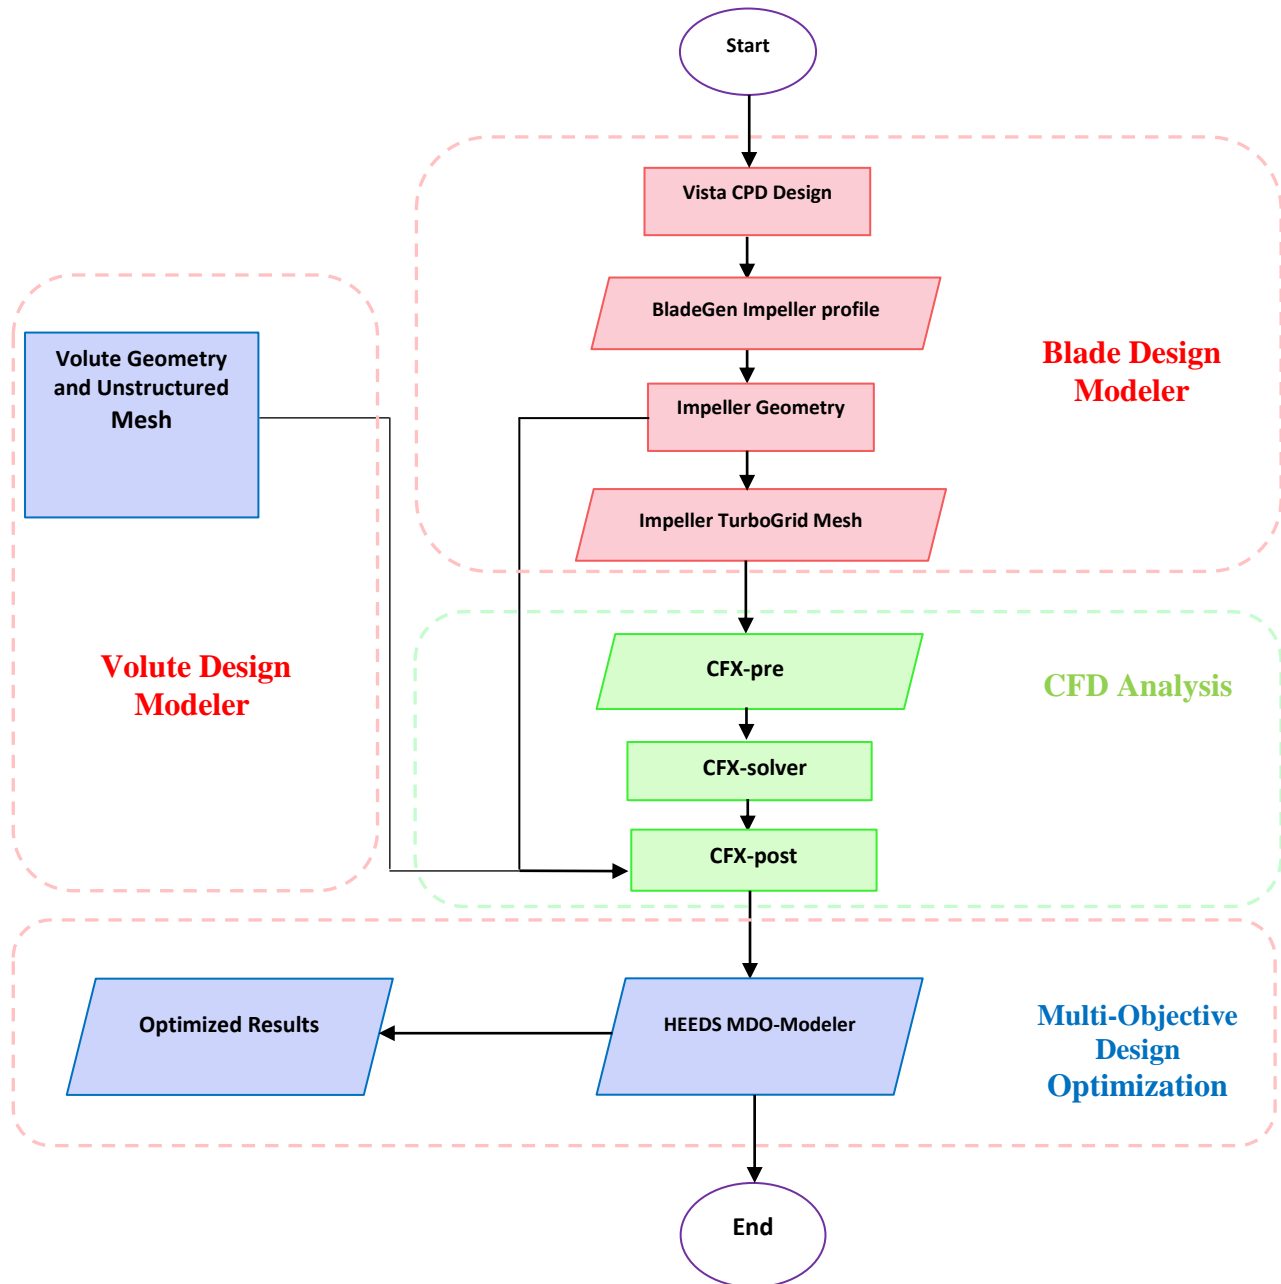 Start
Vista CPD Design
BladeGen Impeller profile
Blade Design
Modeler
Volute Geometry
and Unstructured
Mesh
Impeller Geometry
Impeller TurboGrid Mesh
Volute Design
Modeler
CFX-pre
CFD Analysis
CFX-solver
CFX-post
Optimized Results
HEEDS MDO-Modeler
Multi-Objective
Design
Optimization
End